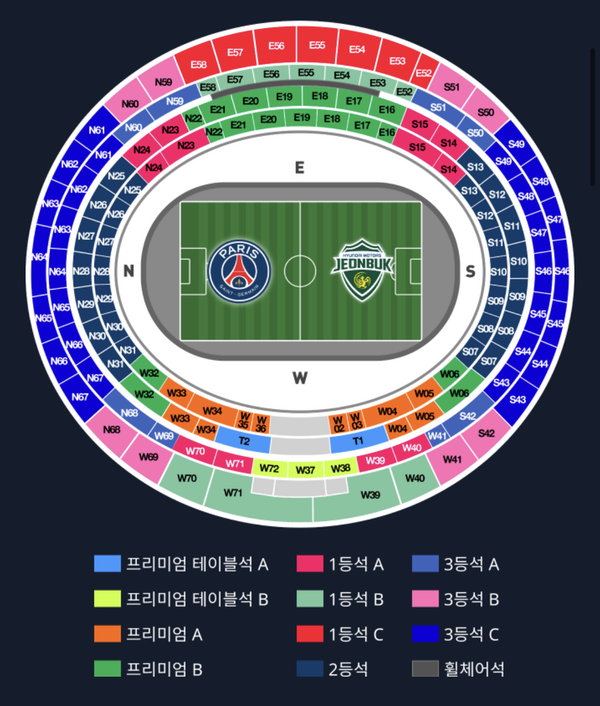 E58 E57 E56 E55 E54 E53 E52
N60 N59 S51 S50
E58 E57 E56 E55 E54 E53 E52
N60 N59 S51 S50
E21 E20 E19 E18 E17 E16
N24 N23 N22 S15 S14
N22 E21 E20 E19 E18 E17 E16
N24 N23 S15 S14
N61 N61 N25 N25 S13 S13 S49 S49
N62 N62 N26 N26 S12 S12 S48 S48
N63 N63 N27 N27 S11 S11 S47 S47
N64 N64 N28 N28 S10 S10 S46 S46
N65 N65 N29 N29 S09 S09 S45 S45
N66 N66 N30 N30 S08 S08 S44 S44
N67 N67 N31 N31 S07 S07 S43 S43
E
N
S
W
PARIS
SAINT-GERMAIN
HYUNDAI MOTORS
JEONBUK
W32 W33 W34 W35 W36 W02 W03 W04 W05 W06
W32 W33 W34 T2 T1 W04 W05 W06
N68 W69 W70 W71 W72 W37 W38 W39 W40 W41 S42
N68 W69 W70 W71 W39 W40 W41 S42
프리미엄 테이블석 A
1등석 A
3등석 A
프리미엄 테이블석 B
1등석 B
3등석 B
프리미엄 A
1등석 C
3등석 C
프리미엄 B
2등석
휠체어석